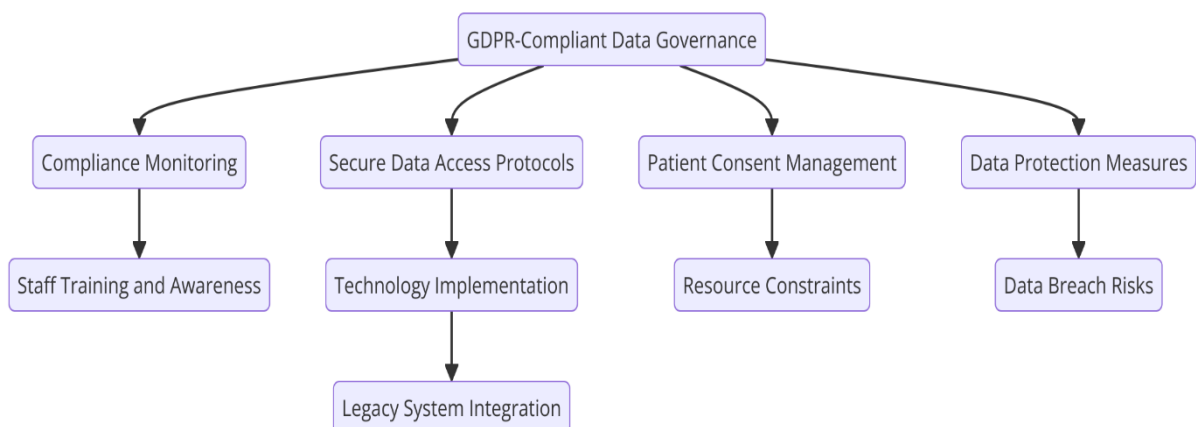 GDPR-Compliant Data Governance
Compliance Monitoring
Secure Data Access Protocols
Patient Consent Management
Data Protection Measures
Staff Training and Awareness
Technology Implementation
Resource Constraints
Data Breach Risks
Legacy System Integration